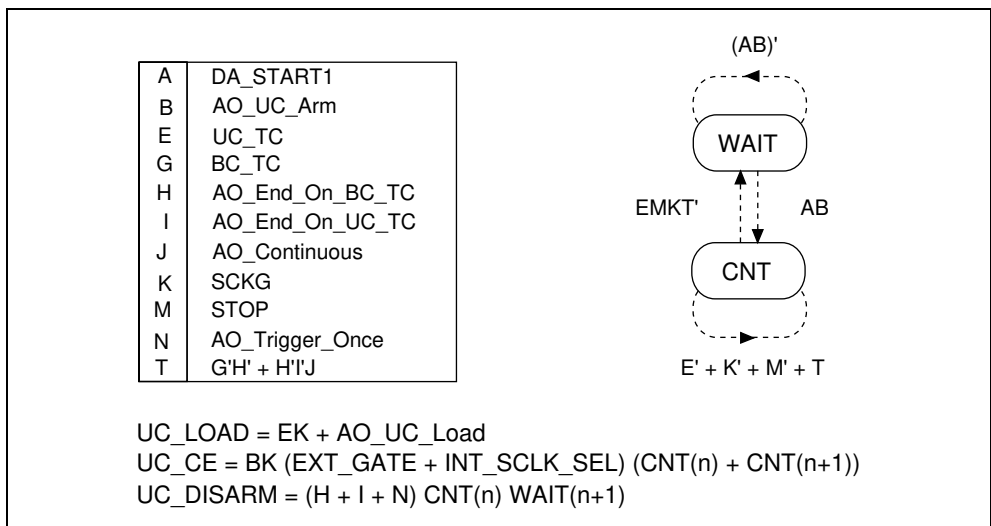 A DA_START1
B AO_UC_Arm
E UC_TC
G BC_TC
H AO_End_On_BC_TC
I AO_End_On_UC_TC
J AO_Continuous
K SCKG
M STOP
N AO_Trigger_Once
T G'H' + H'I'J
(AB)'
WAIT
EMKT' AB
CNT
E' + K' + M' + T
UC_LOAD = EK + AO_UC_Load
UC_CE = BK (EXT_GATE + INT_SCLK_SEL) (CNT(n) + CNT(n+1))
UC_DISARM = (H + I + N) CNT(n) WAIT(n+1)